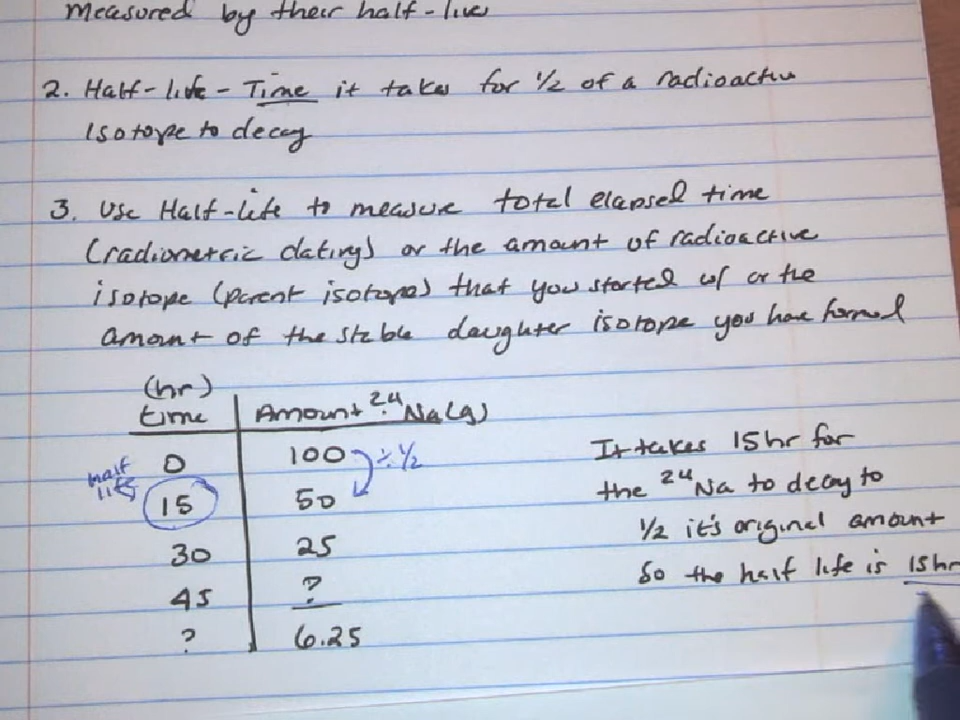 measured by their half-live
2. Half-life - Time it takes for 1/2 of a radioactive
isotope to decay
3. Use Half-life to measure total elapsed time
(radiometric dating) or the amount of radioactive
isotope (parent isotope) that you started w/ or the
amount of the stable daughter isotope you have formed
(hr)
time | Amount ²⁴Na(g)
0 | 100 ÷ 1/2
half life 15 | 50
30 | 25
45 | ?
? | 6.25
It takes 15hr for
the ²⁴Na to decay to
1/2 it's original amount
So the half life is 15hr